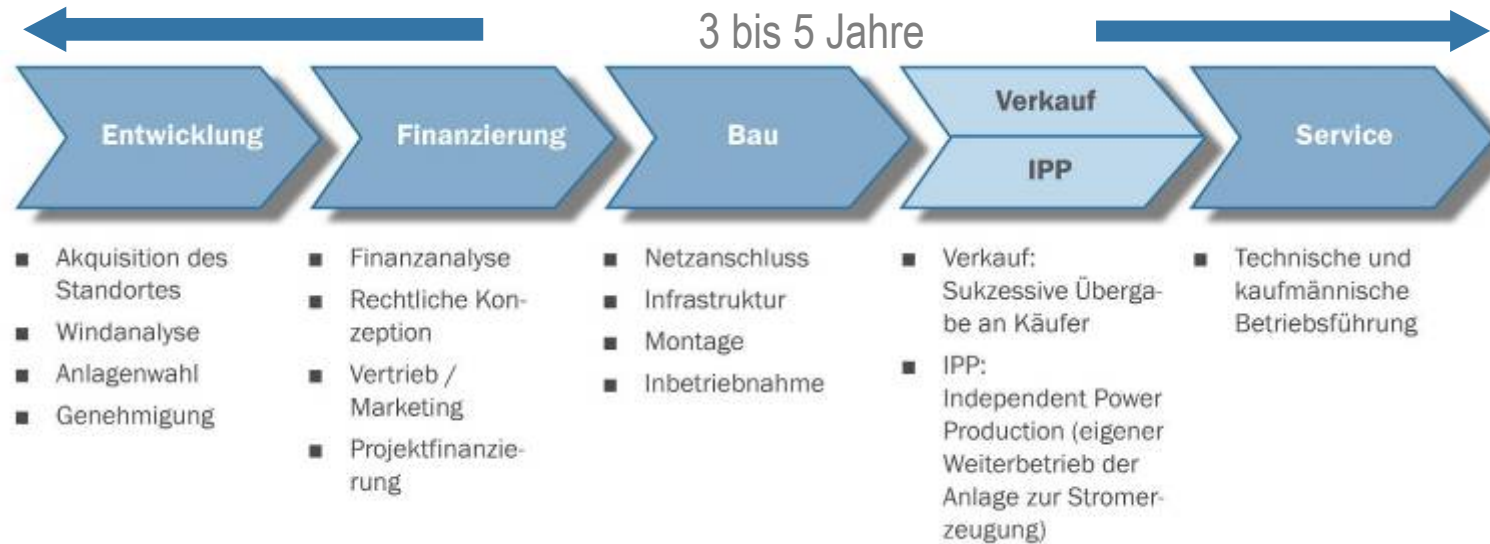 3 bis 5 Jahre
Entwicklung
Finanzierung
Bau
Verkauf
IPP
Service
■ Akquisition des
Standortes
■ Windanalyse
■ Anlagenwahl
■ Genehmigung
■ Finanzanalyse
■ Rechtliche Kon-
zeption
■ Vertrieb /
Marketing
■ Projektfinanzie-
rung
■ Netzanschluss
■ Infrastruktur
■ Montage
■ Inbetriebnahme
■ Verkauf:
Sukzessive Überga-
be an Käufer
■ IPP:
Independent Power
Production (eigener
Weiterbetrieb der
Anlage zur Stromer-
zeugung)
■ Technische und
kaufmännische
Betriebsführung